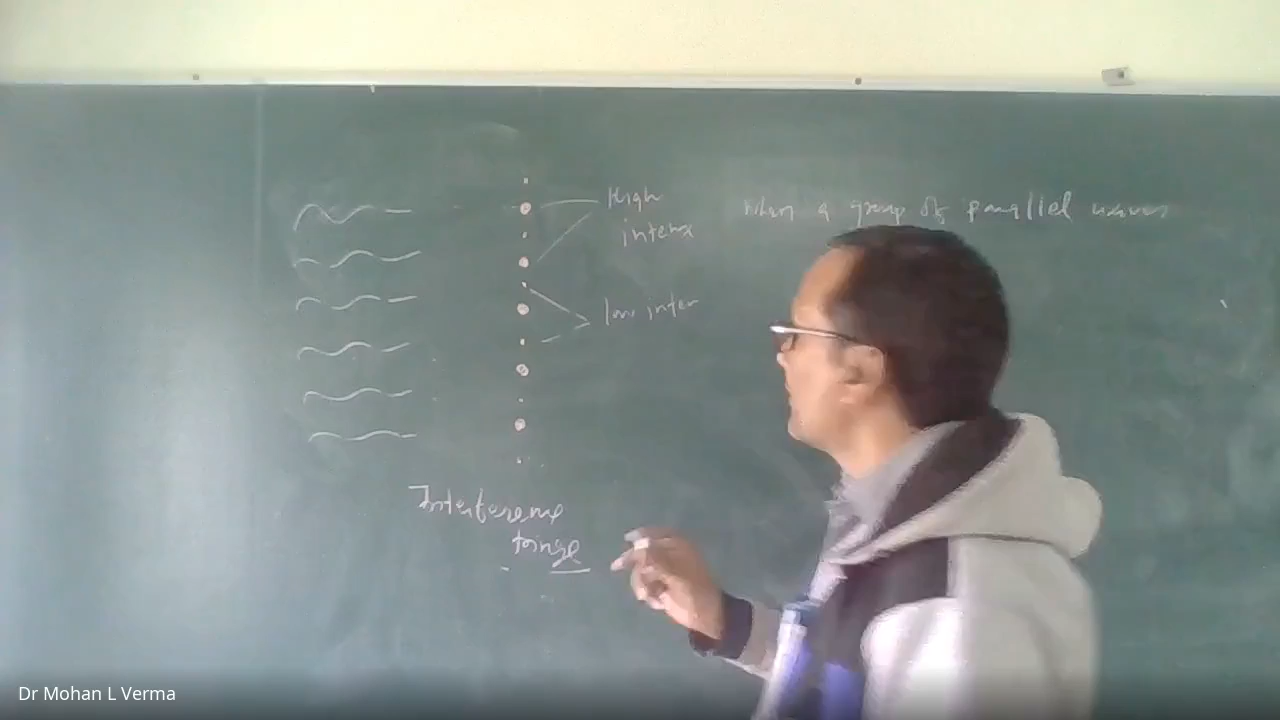 High
intens
low inten
When a group of parallel waves
Interference
fringe
Dr Mohan L Verma